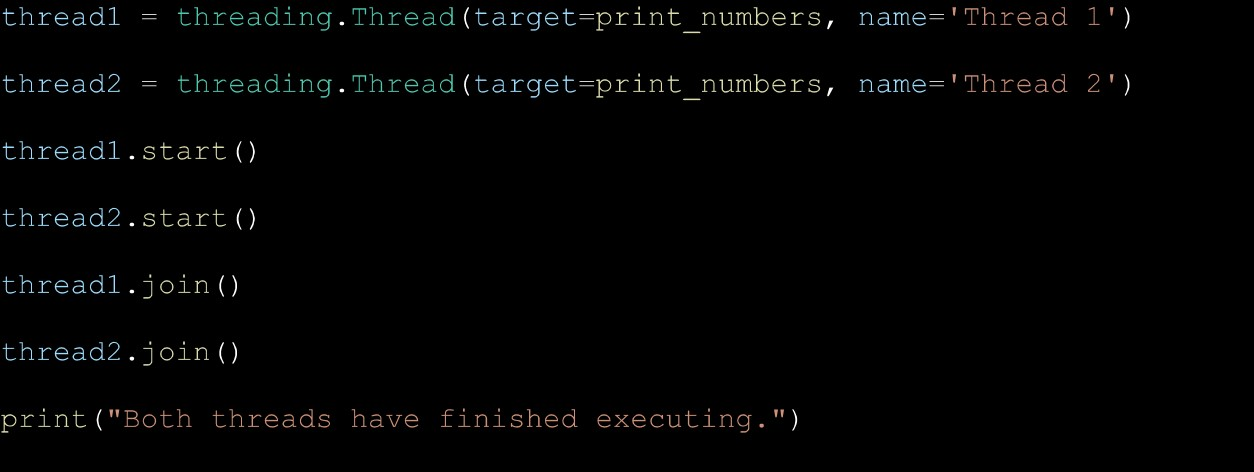 thread1 = threading.Thread(target=print_numbers, name='Thread 1')
thread2 = threading.Thread(target=print_numbers, name='Thread 2')
thread1.start()
thread2.start()
thread1.join()
thread2.join()
print("Both threads have finished executing.")